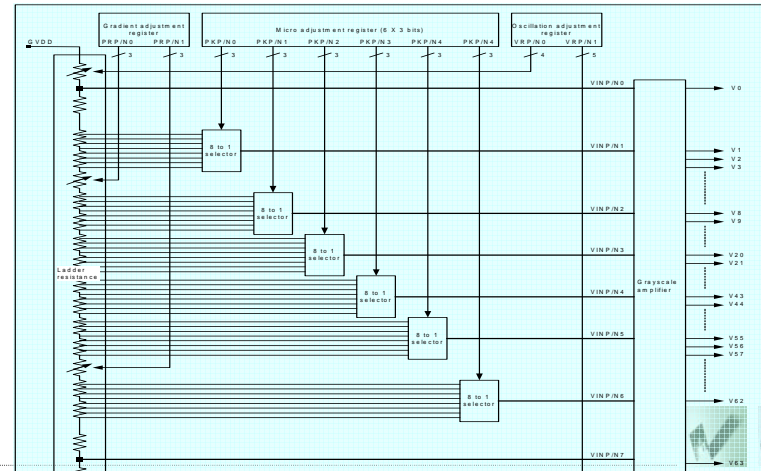 Gradient adjustment
register
PRP/N0 PRP/N1
Micro adjustment register (6 X 3 bits)
PKP/N0 PKP/N1 PKP/N2 PKP/N3 PKP/N4 PKP/N4
Oscillation adjustment
register
VRP/N0 VRP/N1
GVDD
3 3 3 3 3 3 3 3 4 5
VINP/N0
V0
8 to 1
selector
VINP/N1
V1
V2
V3
8 to 1
selector
VINP/N2
V8
V9
8 to 1
selector
VINP/N3
V20
V21
Ladder
resistance
Grayscale
amplifier
8 to 1
selector
VINP/N4
V43
V44
8 to 1
selector
VINP/N5
V55
V56
V57
8 to 1
selector
VINP/N6
V62
VINP/N7
V63